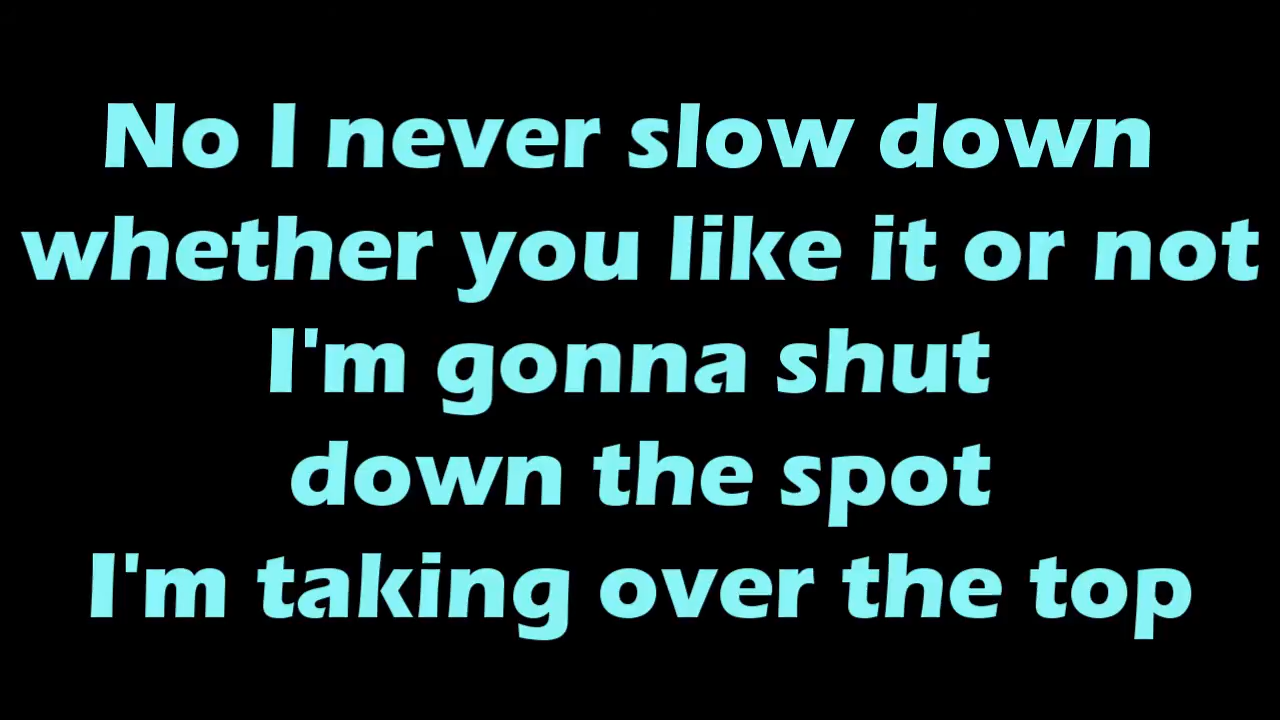 No I never slow down
whether you like it or not
I'm gonna shut
down the spot
I'm taking over the top